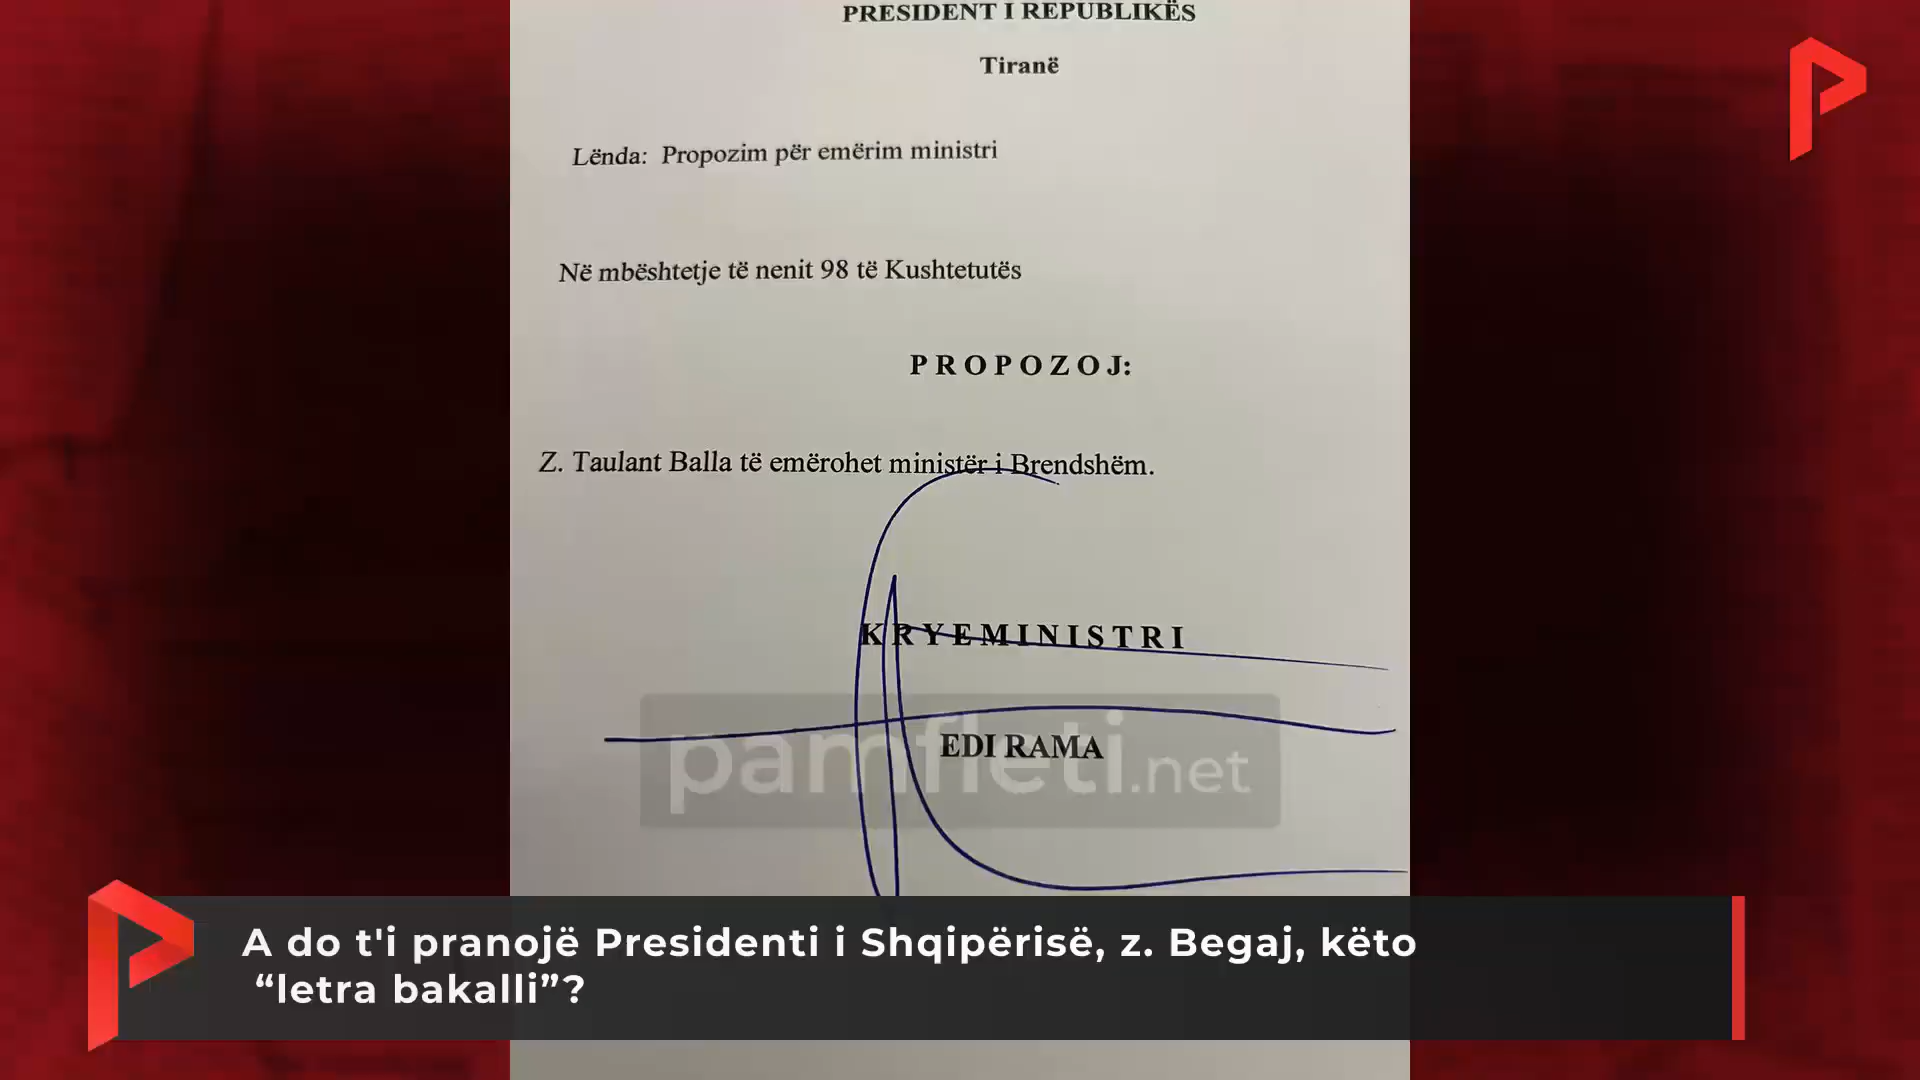 PRESIDENT I REPUBLIKËS
Tiranë
Lënda: Propozim për emërim ministri
Në mbështetje të nenit 98 të Kushtetutës
P R O P O Z O J:
Z. Taulant Balla të emërohet ministër i Brendshëm.
K R Y E M I N I S T R I
EDI RAMA
pamfleti.net
A do t'i pranojë Presidenti i Shqipërisë, z. Begaj, këto
“letra bakalli”?